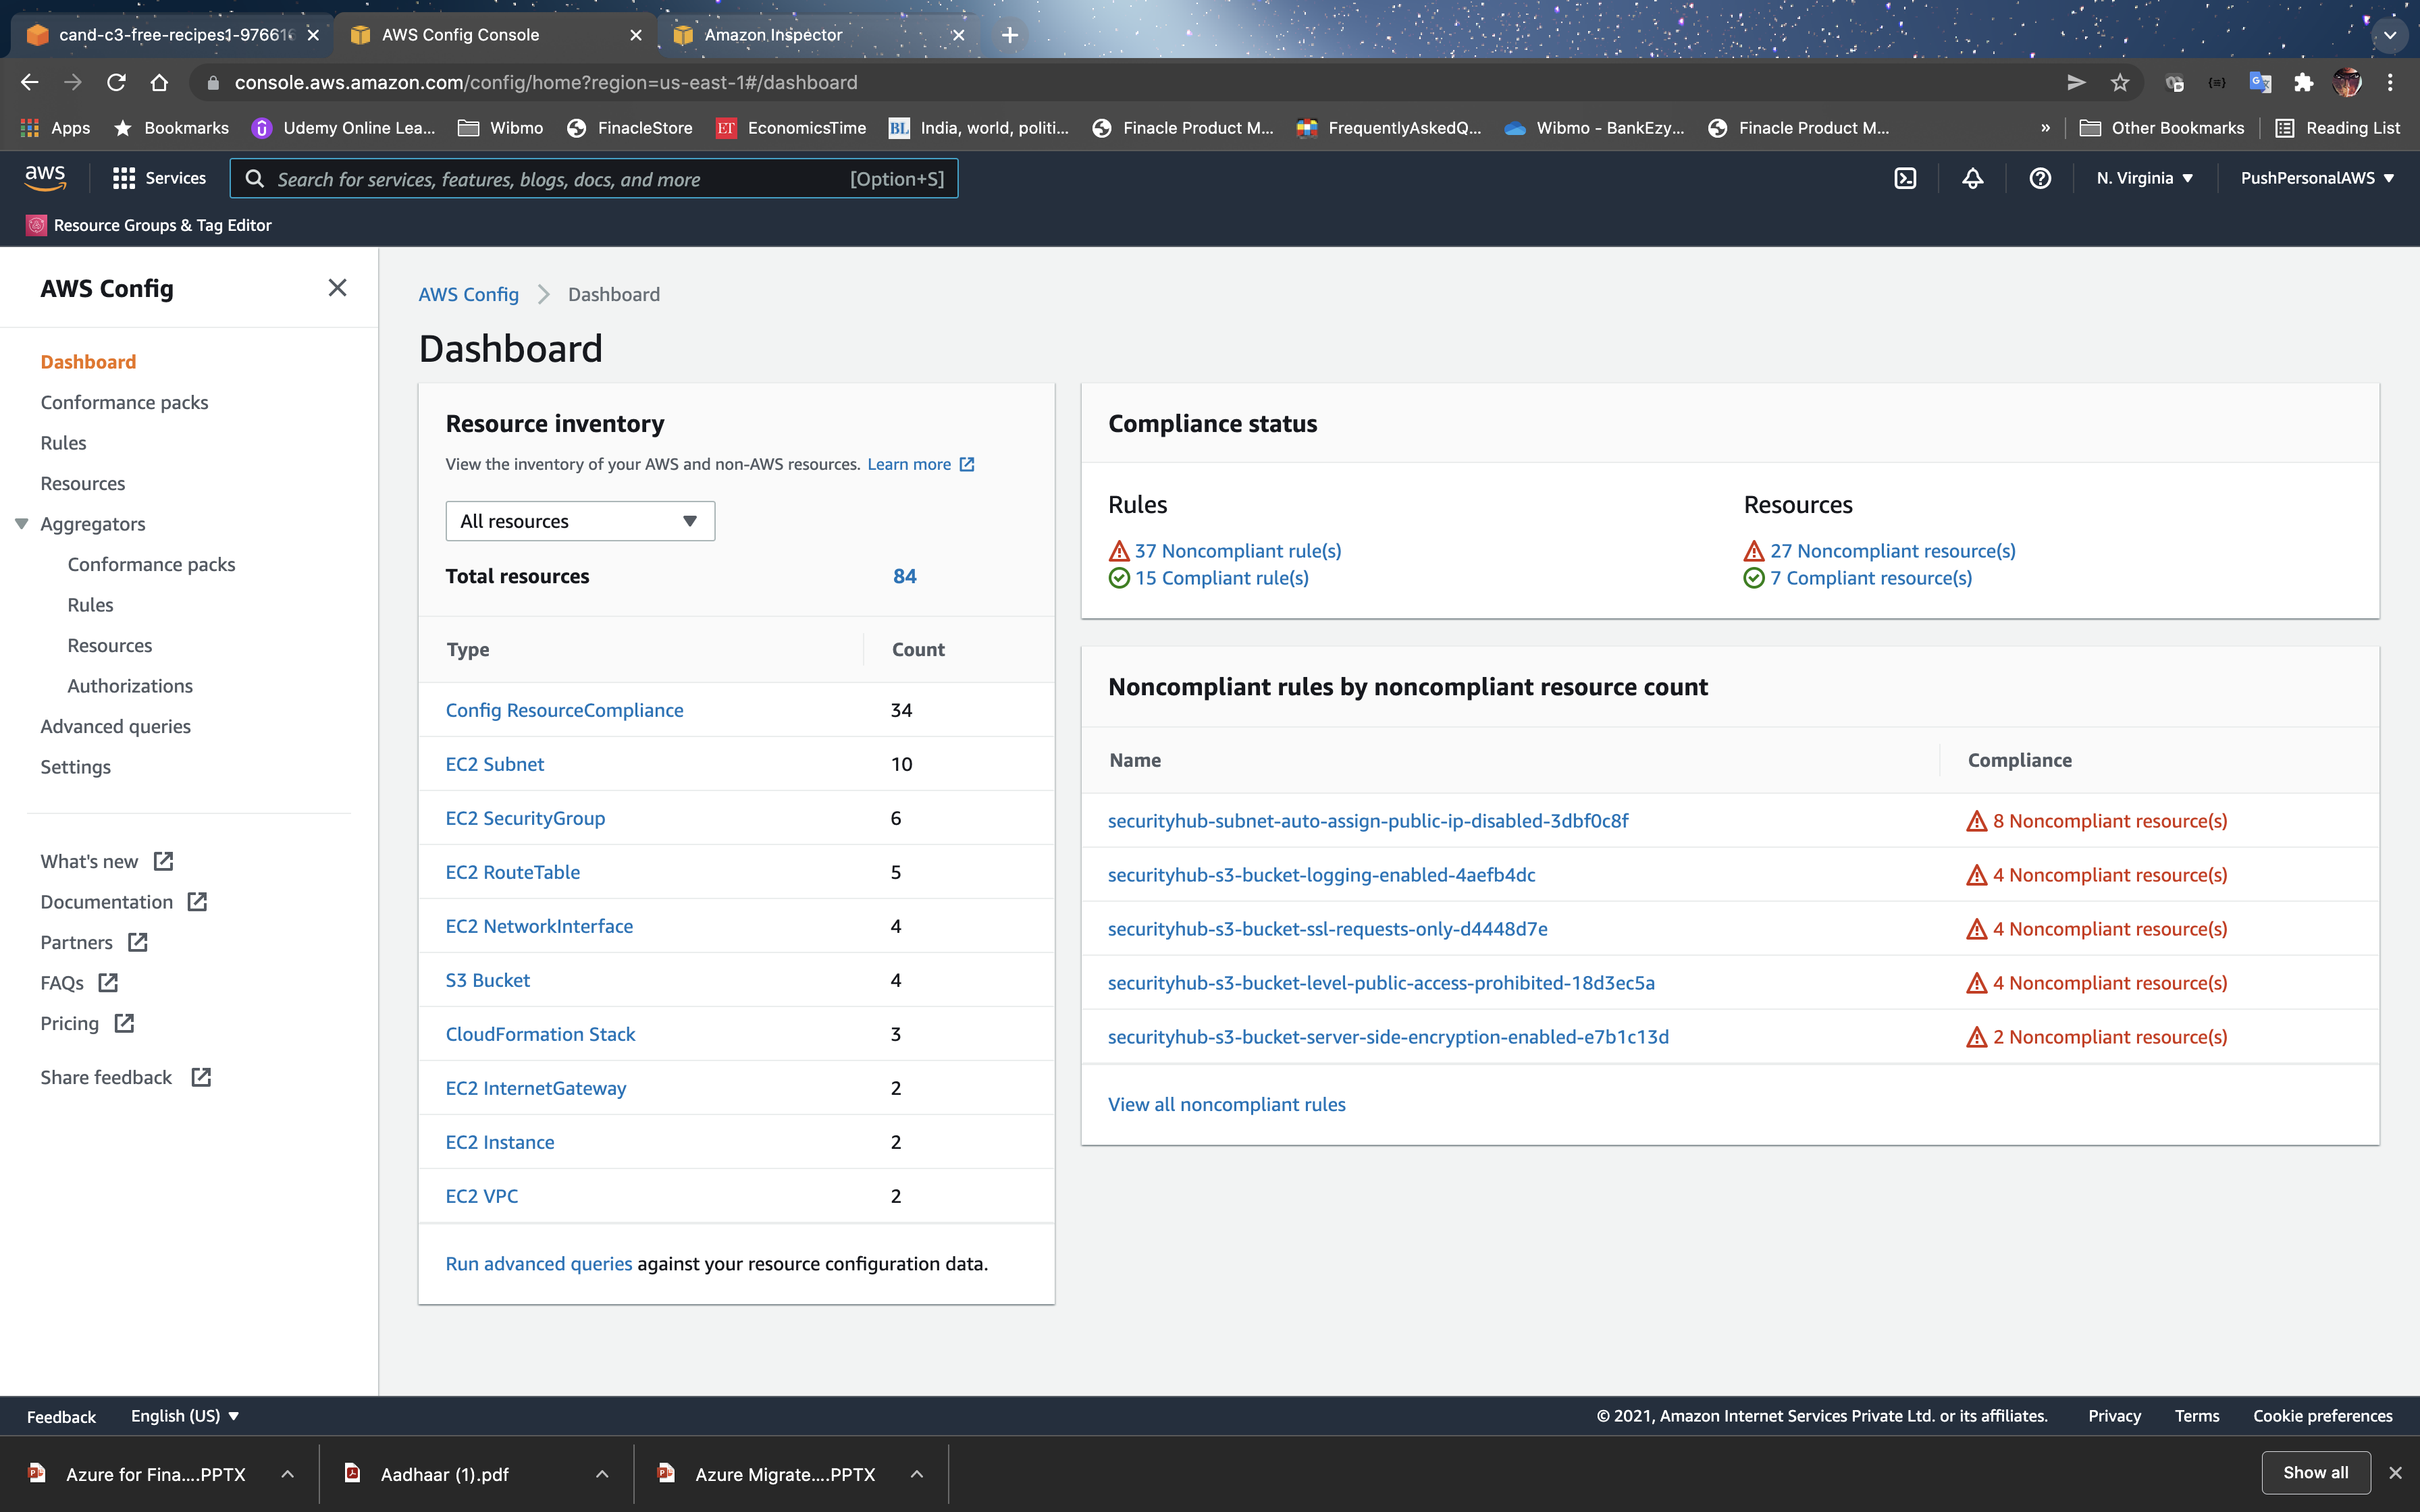 cand-c3-free-recipes1-97661
AWS Config Console
Amazon Inspector
console.aws.amazon.com/config/home?region=us-east-1#/dashboard
Apps
Bookmarks
Udemy Online Lea...
Wibmo
FinacleStore
ET
EconomicsTime
BL
India, world, politi...
Finacle Product M...
FrequentlyAskedQ...
Wibmo - BankEzy...
Finacle Product M...
»
Other Bookmarks
Reading List
aws
Services
Search for services, features, blogs, docs, and more
[Option+S]
N. Virginia
PushPersonalAWS
Resource Groups & Tag Editor
AWS Config
Dashboard
Conformance packs
Rules
Resources
Aggregators
Conformance packs
Rules
Resources
Authorizations
Advanced queries
Settings
What's new
Documentation
Partners
FAQs
Pricing
Share feedback
AWS Config
Dashboard
Dashboard
Resource inventory
View the inventory of your AWS and non-AWS resources. Learn more
All resources
Total resources 84
Type Count
Config ResourceCompliance 34
EC2 Subnet 10
EC2 SecurityGroup 6
EC2 RouteTable 5
EC2 NetworkInterface 4
S3 Bucket 4
CloudFormation Stack 3
EC2 InternetGateway 2
EC2 Instance 2
EC2 VPC 2
Run advanced queries against your resource configuration data.
Compliance status
Rules
37 Noncompliant rule(s)
15 Compliant rule(s)
Resources
27 Noncompliant resource(s)
7 Compliant resource(s)
Noncompliant rules by noncompliant resource count
Name Compliance
securityhub-subnet-auto-assign-public-ip-disabled-3dbf0c8f 8 Noncompliant resource(s)
securityhub-s3-bucket-logging-enabled-4aefb4dc 4 Noncompliant resource(s)
securityhub-s3-bucket-ssl-requests-only-d4448d7e 4 Noncompliant resource(s)
securityhub-s3-bucket-level-public-access-prohibited-18d3ec5a 4 Noncompliant resource(s)
securityhub-s3-bucket-server-side-encryption-enabled-e7b1c13d 2 Noncompliant resource(s)
View all noncompliant rules
Feedback
English (US)
© 2021, Amazon Internet Services Private Ltd. or its affiliates.
Privacy
Terms
Cookie preferences
Azure for Fina....PPTX
Aadhaar (1).pdf
Azure Migrate....PPTX
Show all